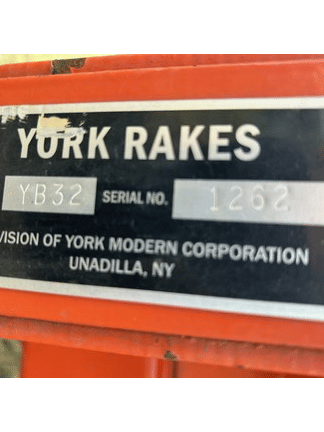 YORK RAKES
YB32 SERIAL NO. 1262
VISION OF YORK MODERN CORPORATION
UNADILLA, NY